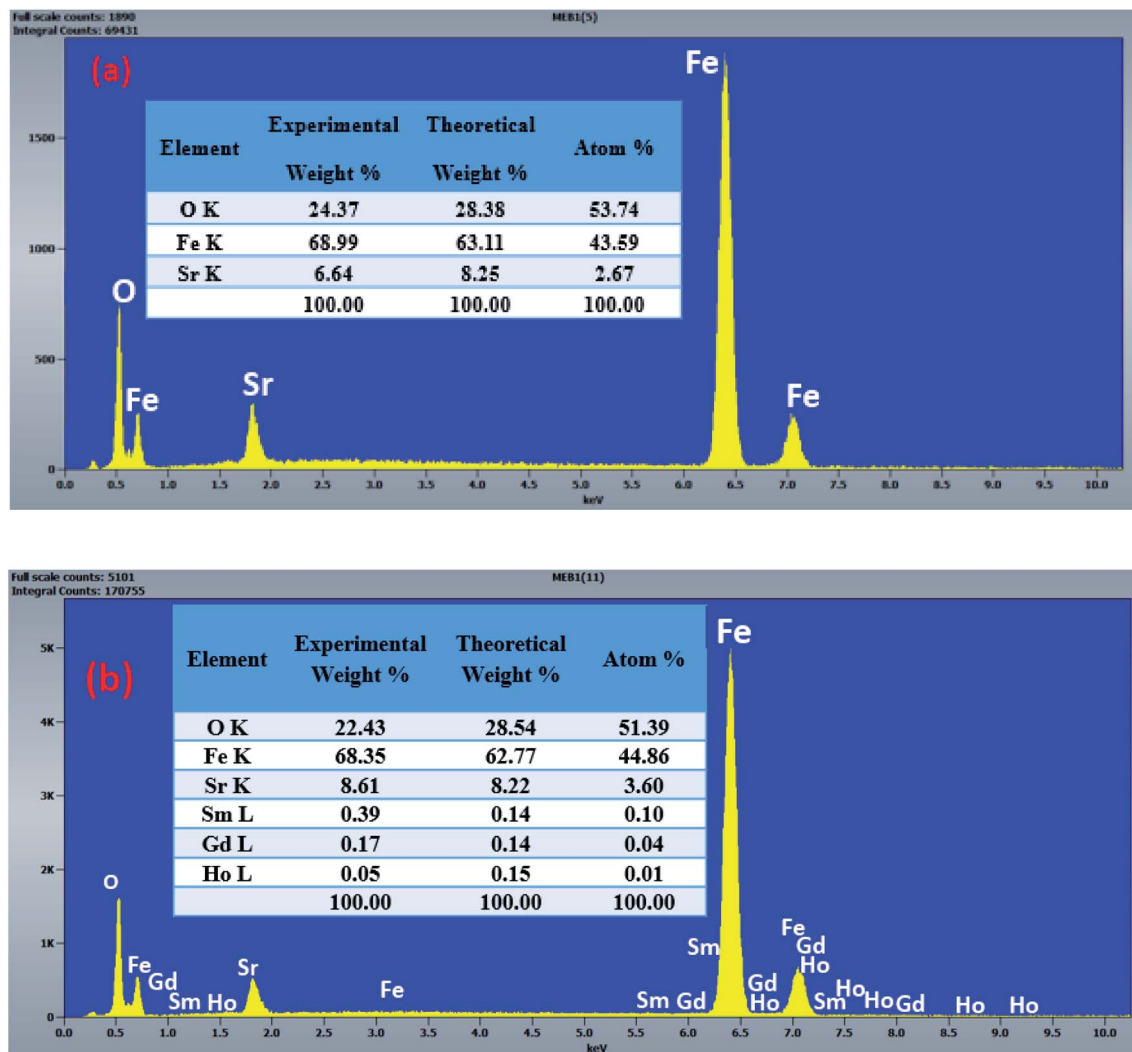 Full scale counts: 1890
MEB1(5)
Integral Counts: 69431
(a)
Fe
Element Experimental Weight % Theoretical Weight % Atom %
O K 24.37 28.38 53.74
Fe K 68.99 63.11 43.59
Sr K 6.64 8.25 2.67
100.00 100.00 100.00
1500
1000
500
0
O
Fe
Sr
Fe
0.0 0.5 1.0 1.5 2.0 2.5 3.0 3.5 4.0 4.5 5.0 5.5 6.0 6.5 7.0 7.5 8.0 8.5 9.0 9.5 10.0
keV
Full scale counts: 5101
MEB1(11)
Integral Counts: 170755
(b)
Fe
Element Experimental Weight % Theoretical Weight % Atom %
O K 22.43 28.54 51.39
Fe K 68.35 62.77 44.86
Sr K 8.61 8.22 3.60
Sm L 0.39 0.14 0.10
Gd L 0.17 0.14 0.04
Ho L 0.05 0.15 0.01
100.00 100.00 100.00
5K
4K
3K
2K
1K
0
O
Fe
Gd
Sm Ho
Sr
Fe
Sm
Sm Gd
Gd
Ho
Fe
Gd
Ho
Sm
Ho
Ho
Gd
Ho
Ho
0.0 0.5 1.0 1.5 2.0 2.5 3.0 3.5 4.0 4.5 5.0 5.5 6.0 6.5 7.0 7.5 8.0 8.5 9.0 9.5 10.0
keV